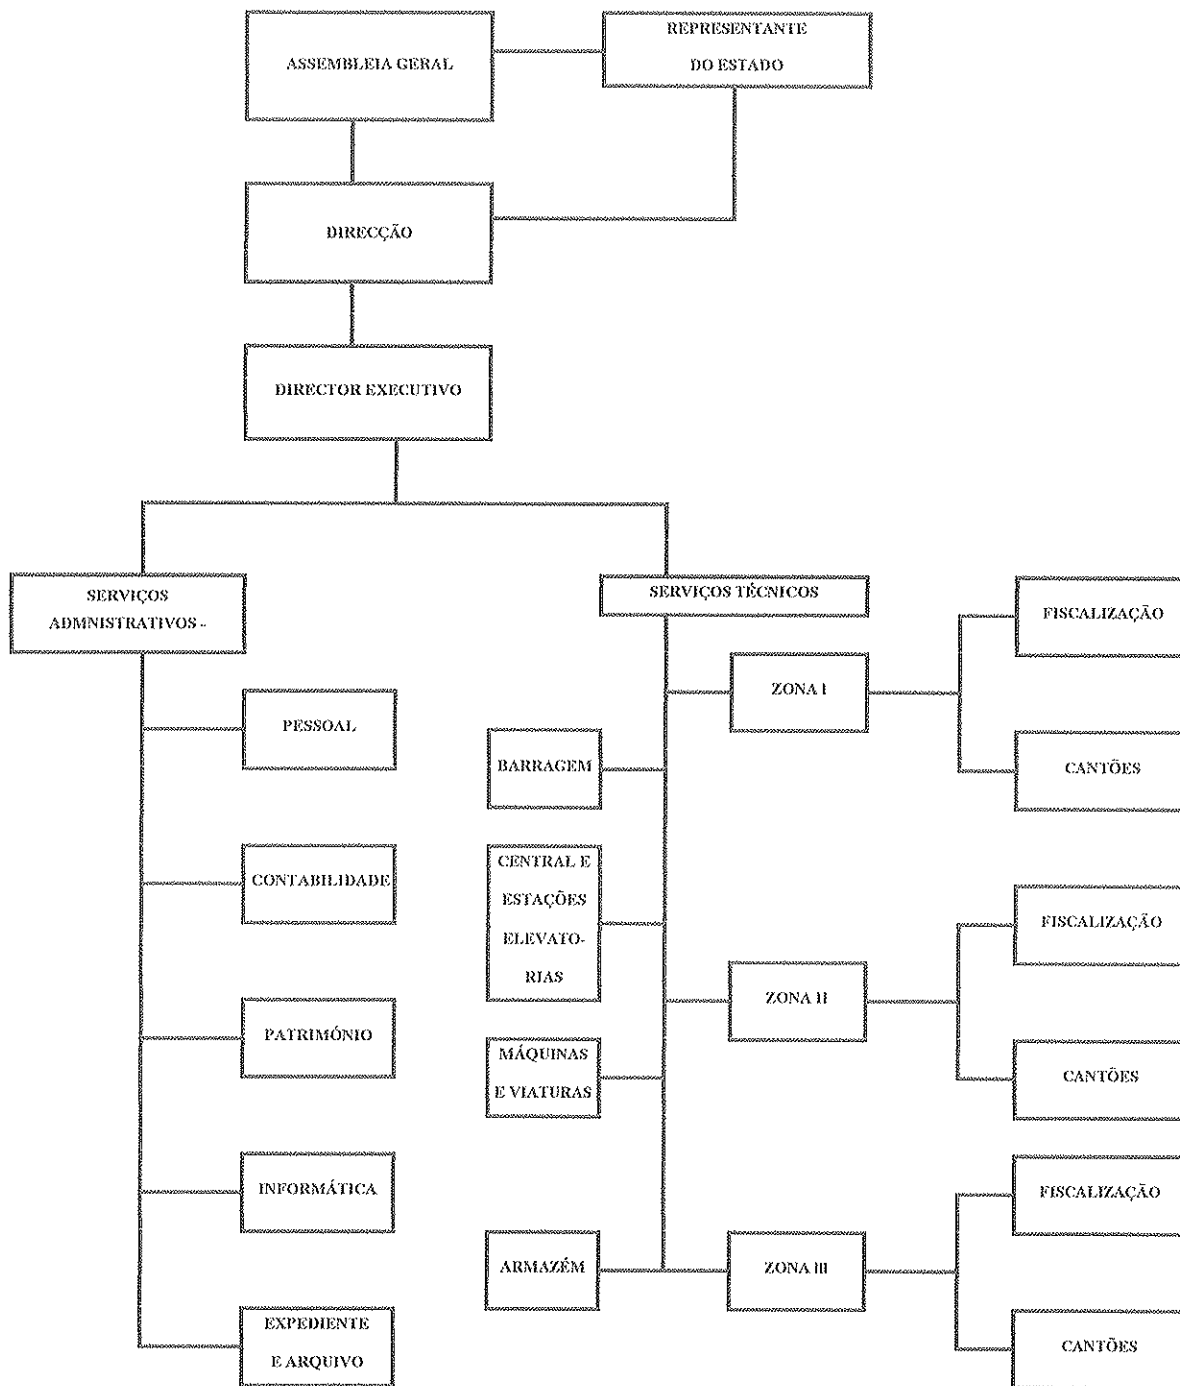 ASSEMBLEIA GERAL
REPRESENTANTE
DO ESTADO
DIRECÇÃO
DIRECTOR EXECUTIVO
SERVIÇOS
ADMNISTRATIVOS -
PESSOAL
CONTABILIDADE
PATRIMÓNIO
INFORMÁTICA
EXPEDIENTE
E ARQUIVO
SERVIÇOS TÉCNICOS
BARRAGEM
CENTRAL E
ESTAÇÕES
ELEVATO-
RIAS
MÁQUINAS
E VIATURAS
ARMAZÉM
ZONA I
FISCALIZAÇÃO
CANTÕES
ZONA II
FISCALIZAÇÃO
CANTÕES
ZONA III
FISCALIZAÇÃO
CANTÕES